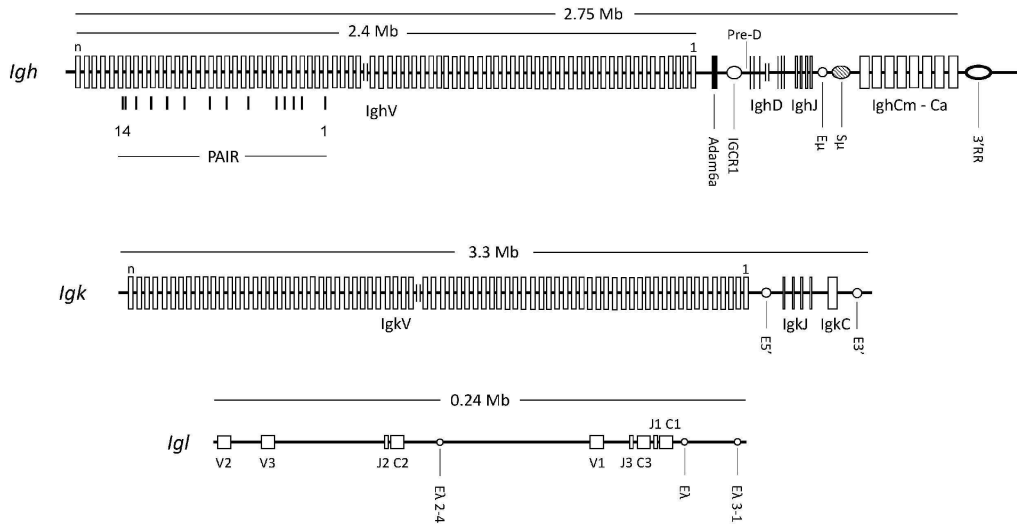 2.75 Mb
2.4 Mb
n
1
Pre-D
Igh
IghV
IghD
IghJ
IghCm - Ca
14
1
PAIR
Adam6a
IGCR1
Eμ
Sμ
3'RR
3.3 Mb
n
1
Igk
IgkV
IgkJ
IgkC
E5'
E3'
0.24 Mb
J1 C1
Igl
V2 V3 J2 C2 V1 J3 C3
Eλ 2-4
Eλ
Eλ 3-1